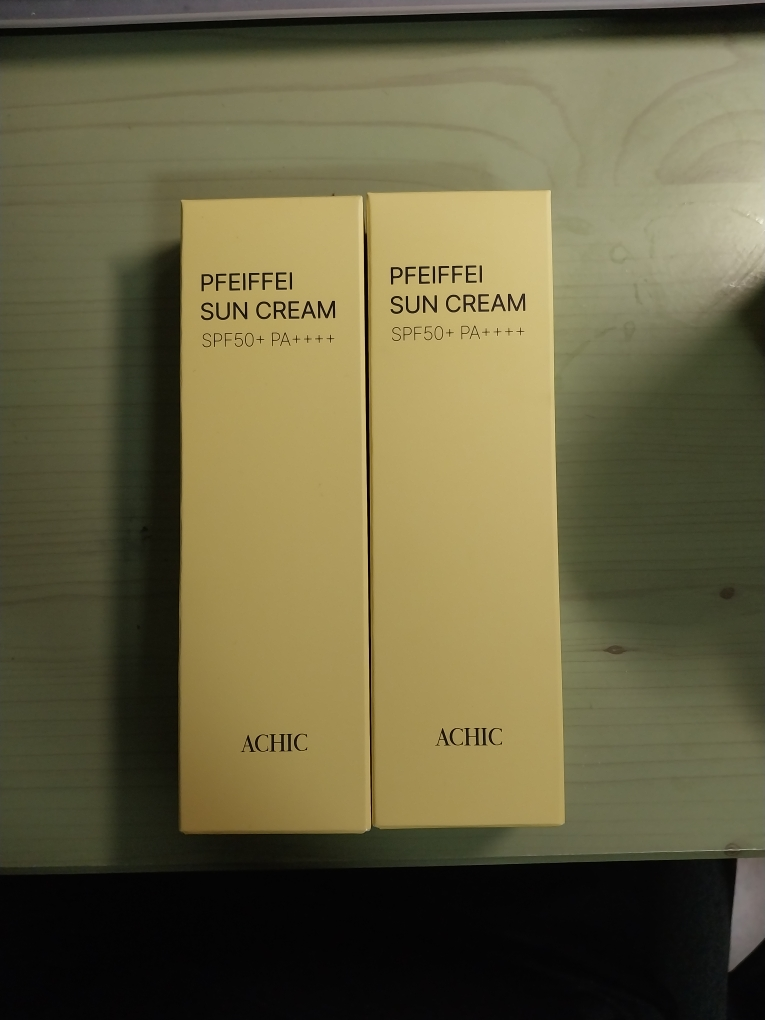 PFEIFFEI
SUN CREAM
SPF50+ PA++++
ACHIC
PFEIFFEI
SUN CREAM
SPF50+ PA++++
ACHIC